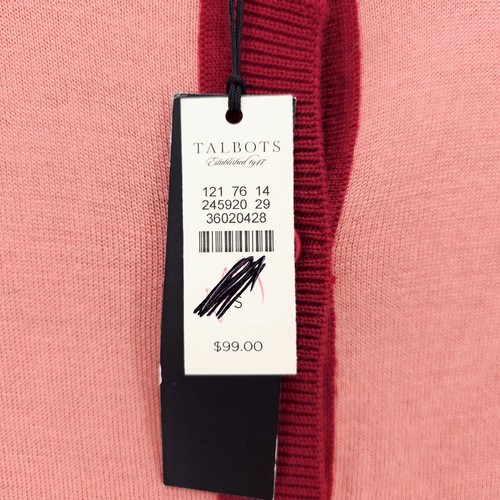 TALBOTS
Established 1947
121 76 14
245920 29
36020428
S
$99.00